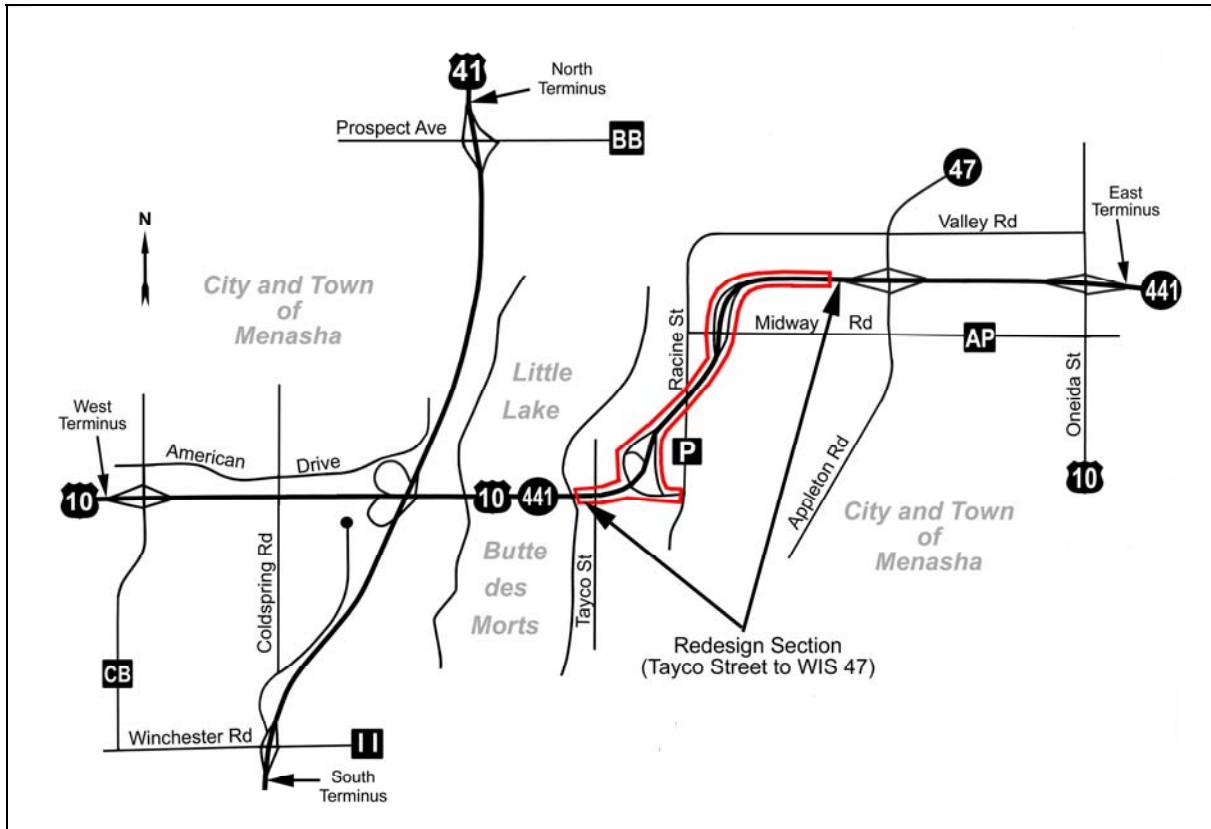 41
North
Terminus
Prospect Ave
BB
47
East
Terminus
N
Valley Rd
City and Town
of
Menasha
441
Racine St
Midway Rd
AP
Little
Lake
Oneida St
West
Terminus
American Drive
P
Appleton Rd
10
10
441
10
City and Town
of
Menasha
Coldspring Rd
Butte
des
Morts
Tayco St
Redesign Section
(Tayco Street to WIS 47)
CB
Winchester Rd
II
South
Terminus